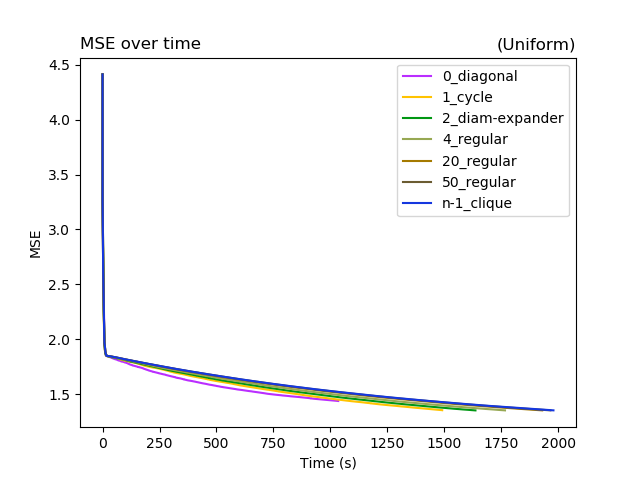 MSE over time
(Uniform)
4.5
4.0
3.5
3.0
2.5
2.0
1.5
MSE
0_diagonal
1_cycle
2_diam-expander
4_regular
20_regular
50_regular
n-1_clique
0 250 500 750 1000 1250 1500 1750 2000
Time (s)